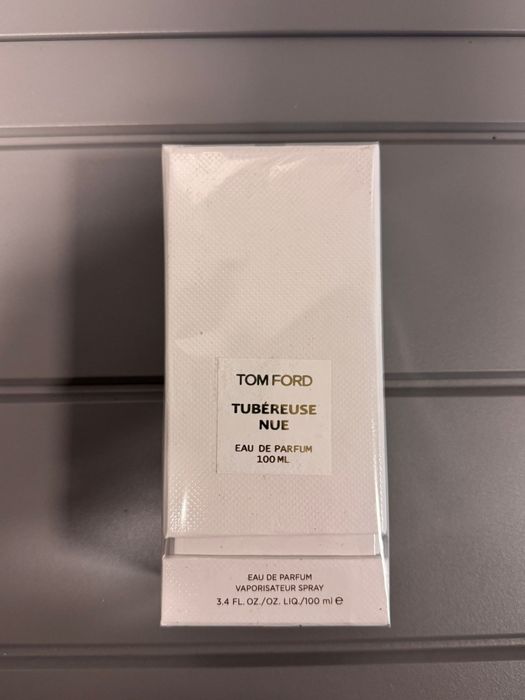 TOM FORD
TUBÉREUSE
NUE
EAU DE PARFUM
100 ML
EAU DE PARFUM
VAPORISATEUR SPRAY
3.4 FL. OZ./OZ. LIQ./100 ml ℮